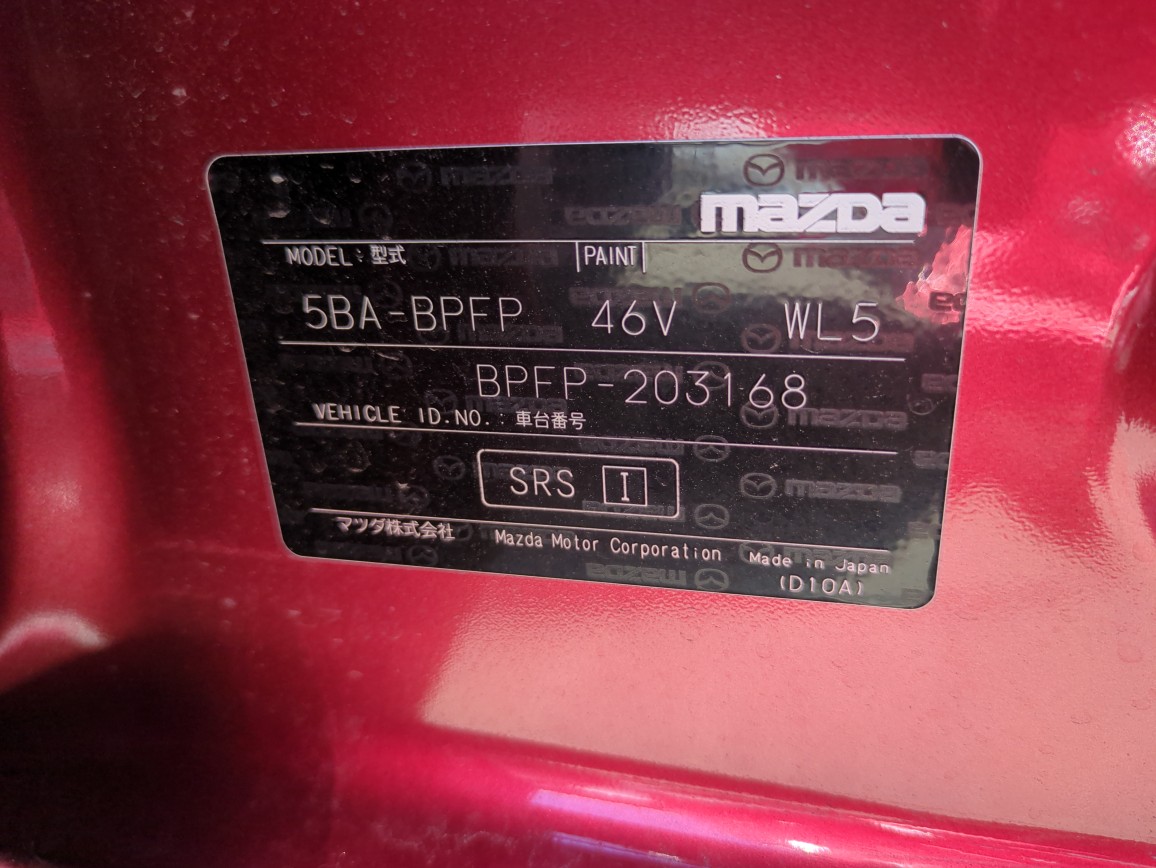 mazda
MODEL : 型式 PAINT
5BA-BPFP 46V WL5
BPFP-203168
VEHICLE ID.NO. : 車台番号
SRS I
マツダ株式会社 Mazda Motor Corporation Made in Japan
(D10A)